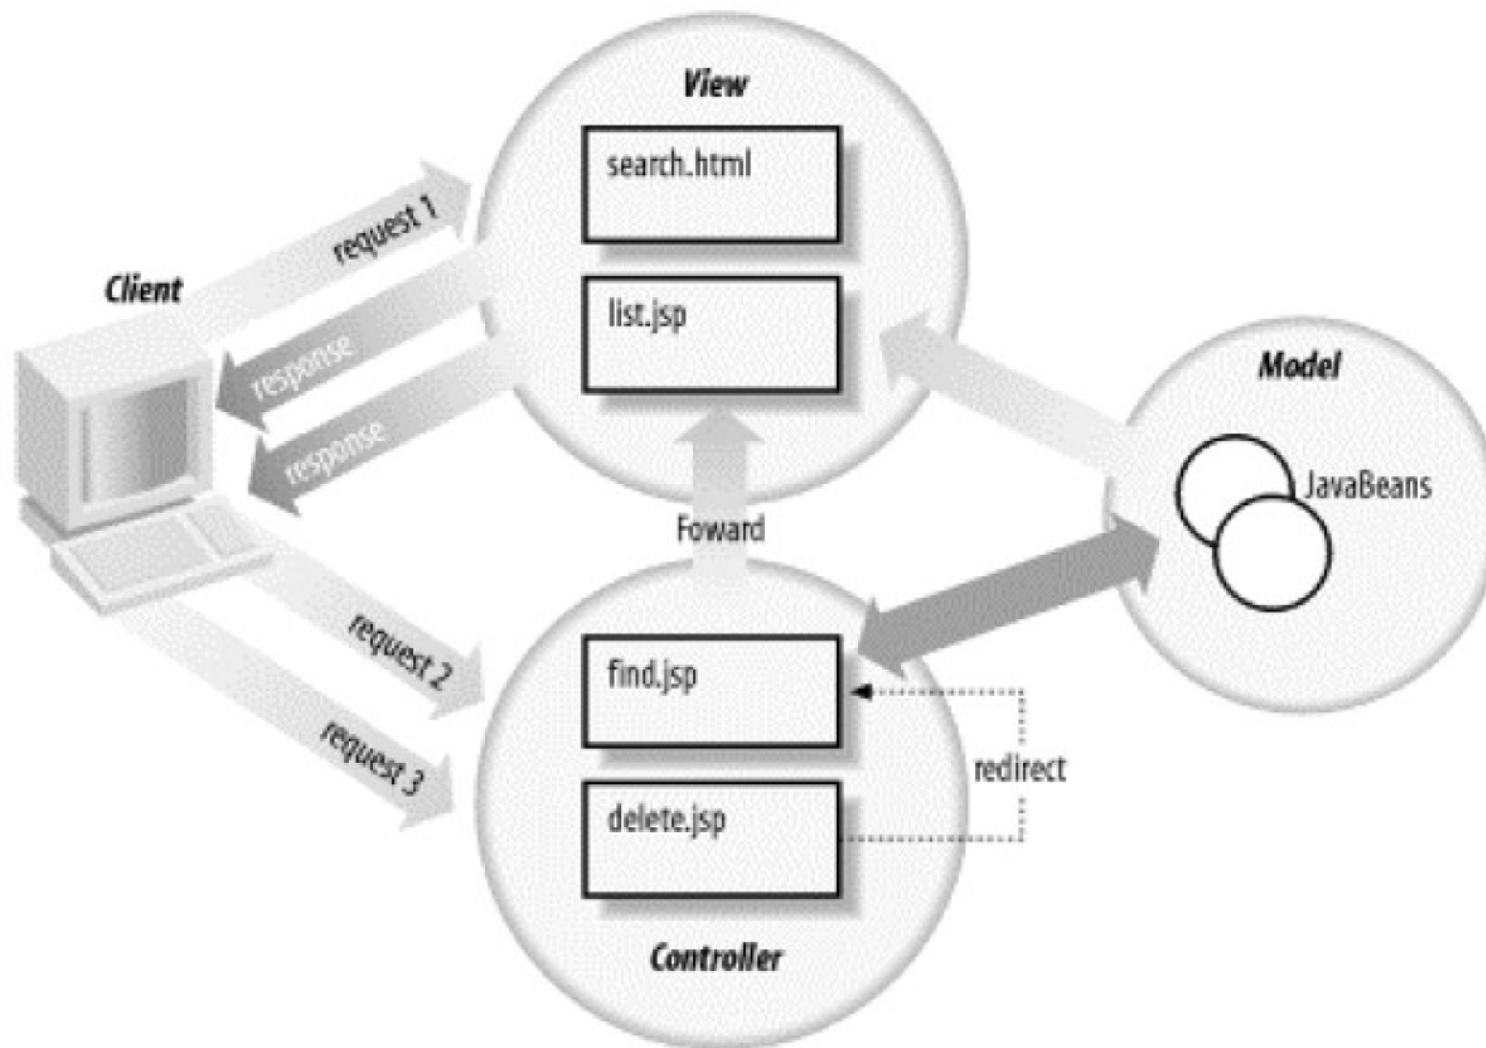 View
search.html
request 1
Client
list.jsp
response
Model
response
JavaBeans
Foward
request 2
find.jsp
request 3
redirect
delete.jsp
Controller